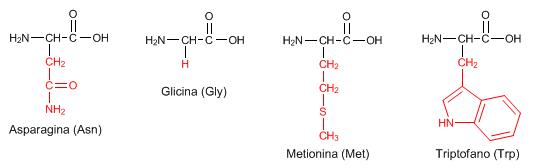 O
H₂N—CH—C—OH
CH₂
C=O
NH₂
Asparagina (Asn)
O
H₂N—CH—C—OH
H
Glicina (Gly)
O
H₂N—CH—C—OH
CH₂
CH₂
S
CH₃
Metionina (Met)
O
H₂N—CH—C—OH
CH₂
HN
Triptofano (Trp)